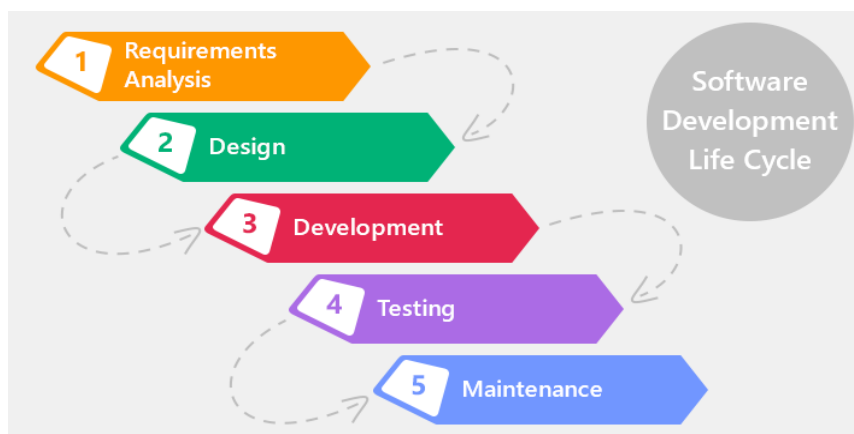 1
Requirements
Analysis
2
Design
3
Development
4
Testing
5
Maintenance
Software
Development
Life Cycle